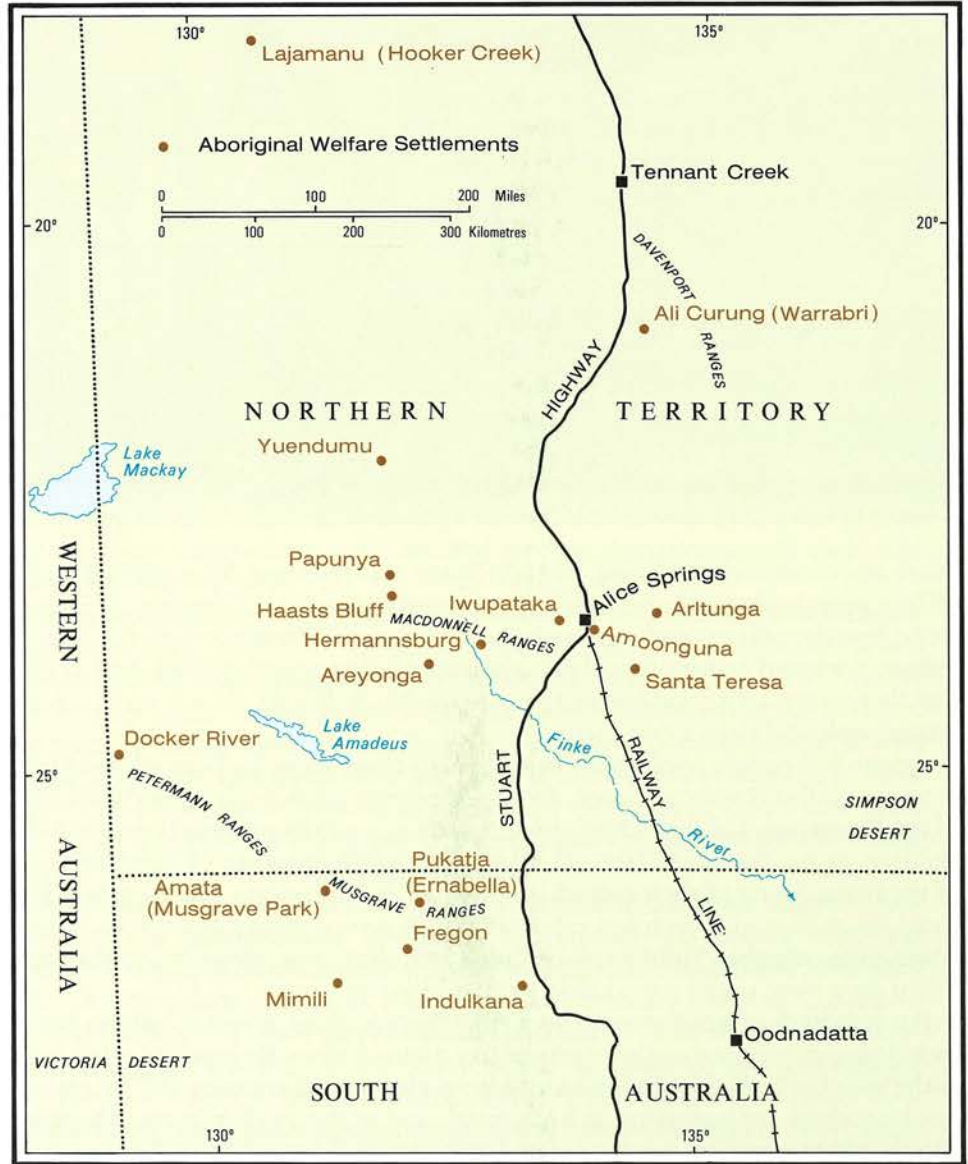 130°
135°
Lajamanu (Hooker Creek)
Aboriginal Welfare Settlements
0 100 200 Miles
0 100 200 300 Kilometres
Tennant Creek
20°
20°
DAVENPORT
RANGES
Ali Curung (Warrabri)
HIGHWAY
NORTHERN
TERRITORY
Yuendumu
Lake
Mackay
WESTERN
Papunya
Haasts Bluff
Iwupataka
Alice Springs
Arltunga
MACDONNELL RANGES
Amoonguna
Hermannsburg
Areyonga
Santa Teresa
Lake
Amadeus
Docker River
Finke
RAILWAY
STUART
25°
25°
PETERMANN RANGES
SIMPSON
DESERT
River
AUSTRALIA
Pukatja
(Ernabella)
Amata
(Musgrave Park)
MUSGRAVE RANGES
Fregon
LINE
Mimili
Indulkana
Oodnadatta
VICTORIA DESERT
SOUTH
AUSTRALIA
130°
135°